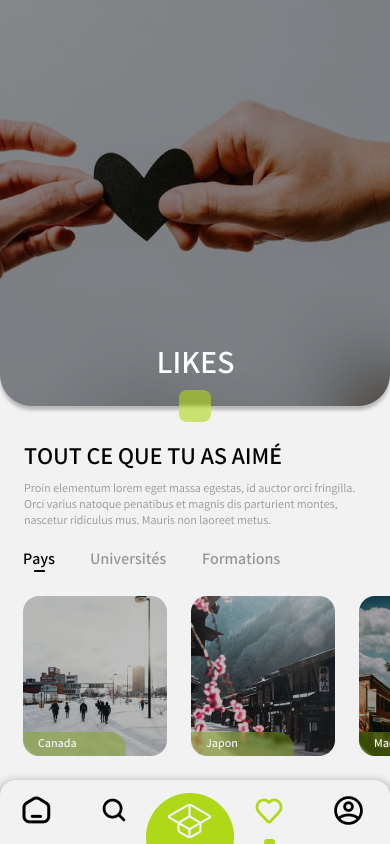 LIKES
TOUT CE QUE TU AS AIMÉ
Proin elementum lorem eget massa egestas, id auctor orci fringilla.
Orci varius natoque penatibus et magnis dis parturient montes,
nascetur ridiculus mus. Mauris non laoreet metus.
Pays Universités Formations
Canada Japon Ma